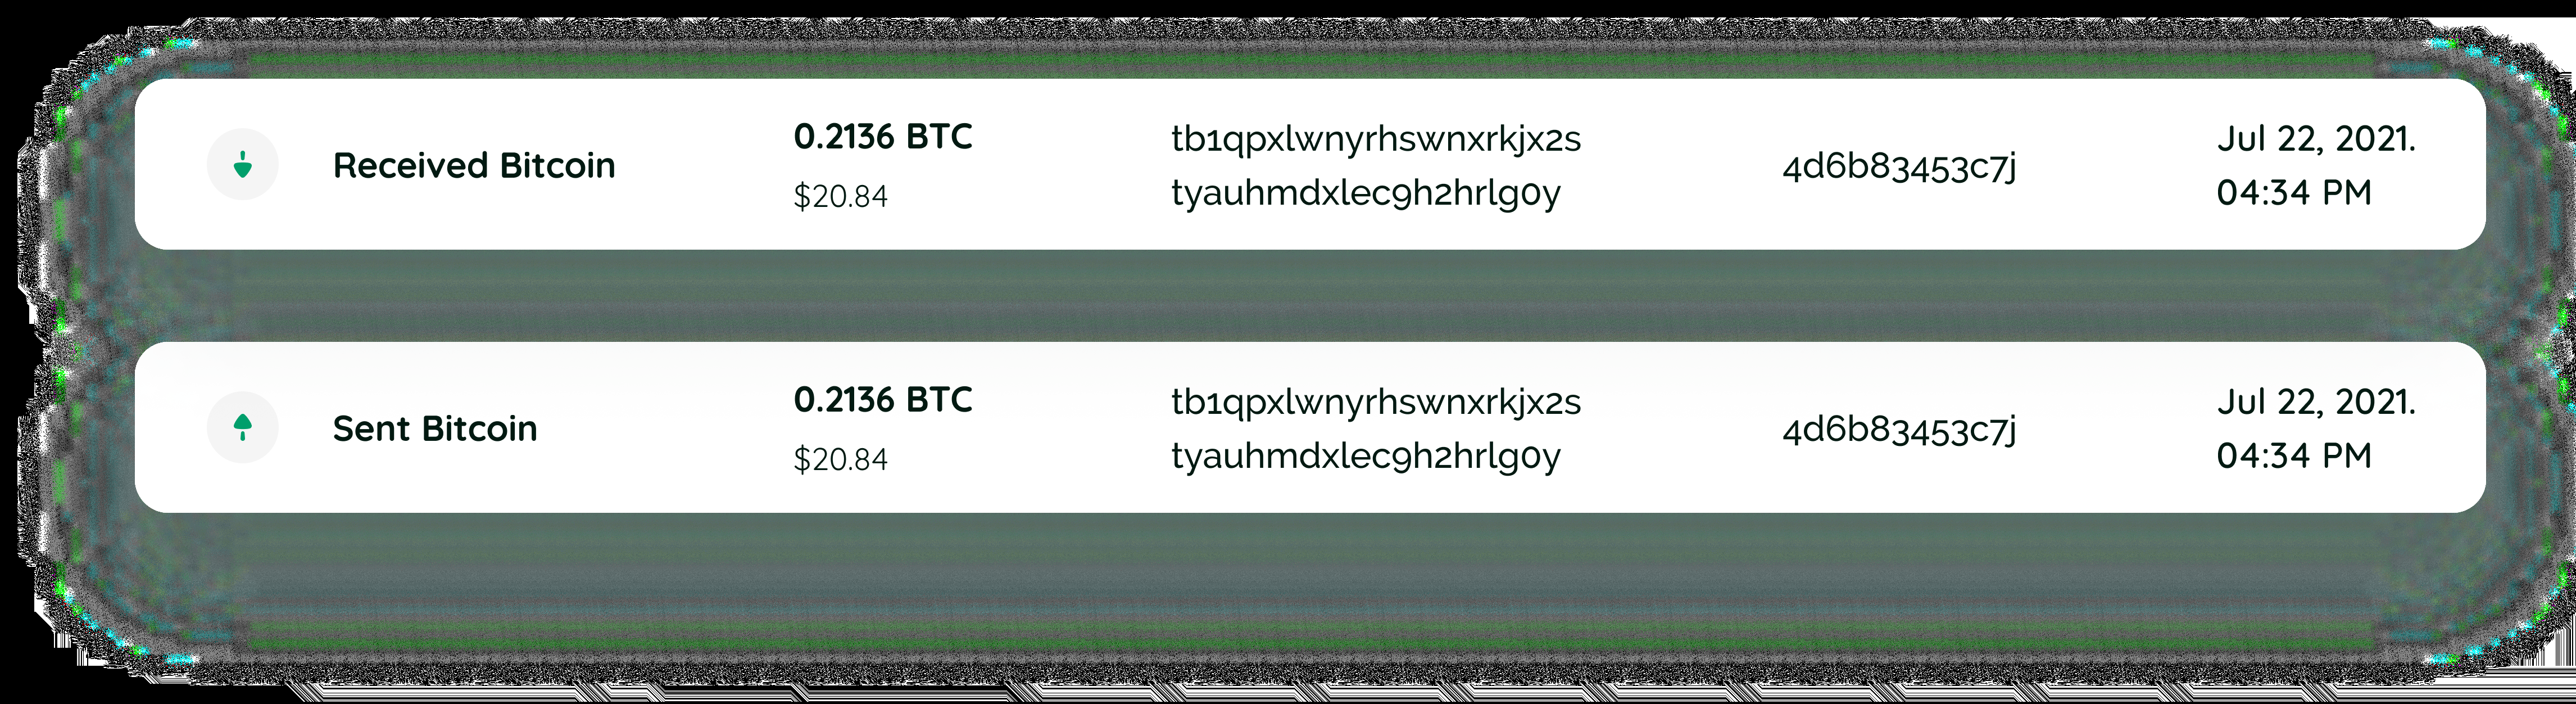 Received Bitcoin
0.2136 BTC
$20.84
tb1qpxlwnyrhswnxrkjx2s
tyauhmdxlec9h2hrlg0y
4d6b83453c7j
Jul 22, 2021.
04:34 PM
Sent Bitcoin
0.2136 BTC
$20.84
tb1qpxlwnyrhswnxrkjx2s
tyauhmdxlec9h2hrlg0y
4d6b83453c7j
Jul 22, 2021.
04:34 PM